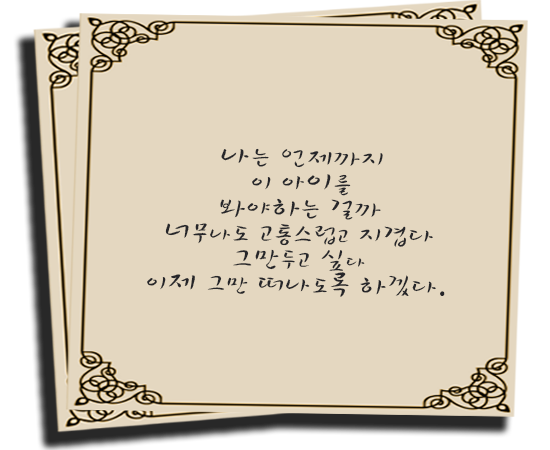 나는 언제까지
이 아이를
봐야하는 걸까
너무나도 고통스럽고 지겹다
그만두고 싶다
이제 그만 떠나도록 하겠다.